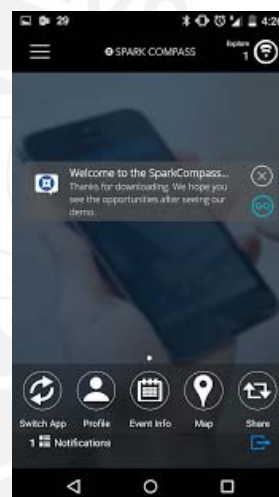 29 4:20
SPARK COMPASS
Explore
1
Welcome to the SparkCompass...
Thanks for downloading. We hope you
see the opportunities after seeing our
demo.
GO
Switch App Profile Event Info Map Share
1 Notifications